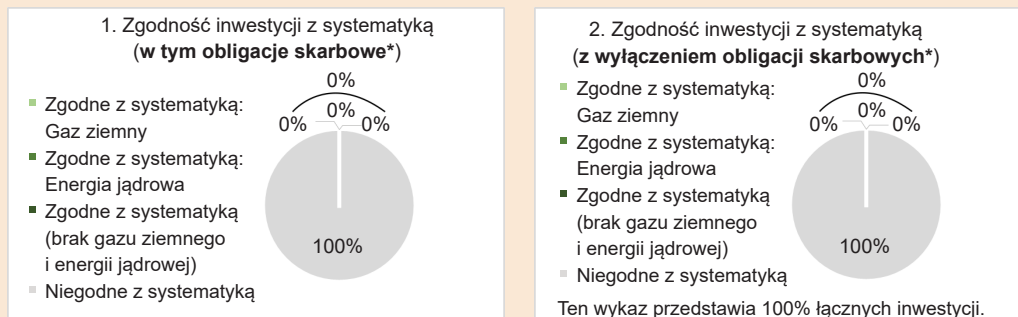 1. Zgodność inwestycji z systematyką
(w tym obligacje skarbowe*)
Zgodne z systematyką:
Gaz ziemny
Zgodne z systematyką:
Energia jądrowa
Zgodne z systematyką
(brak gazu ziemnego
i energii jądrowej)
Niegodne z systematyką
0%
0%
0%
0%
100%
2. Zgodność inwestycji z systematyką
(z wyłączeniem obligacji skarbowych*)
Zgodne z systematyką:
Gaz ziemny
Zgodne z systematyką:
Energia jądrowa
Zgodne z systematyką
(brak gazu ziemnego
i energii jądrowej)
Niegodne z systematyką
0%
0%
0%
0%
100%
Ten wykaz przedstawia 100% łącznych inwestycji.